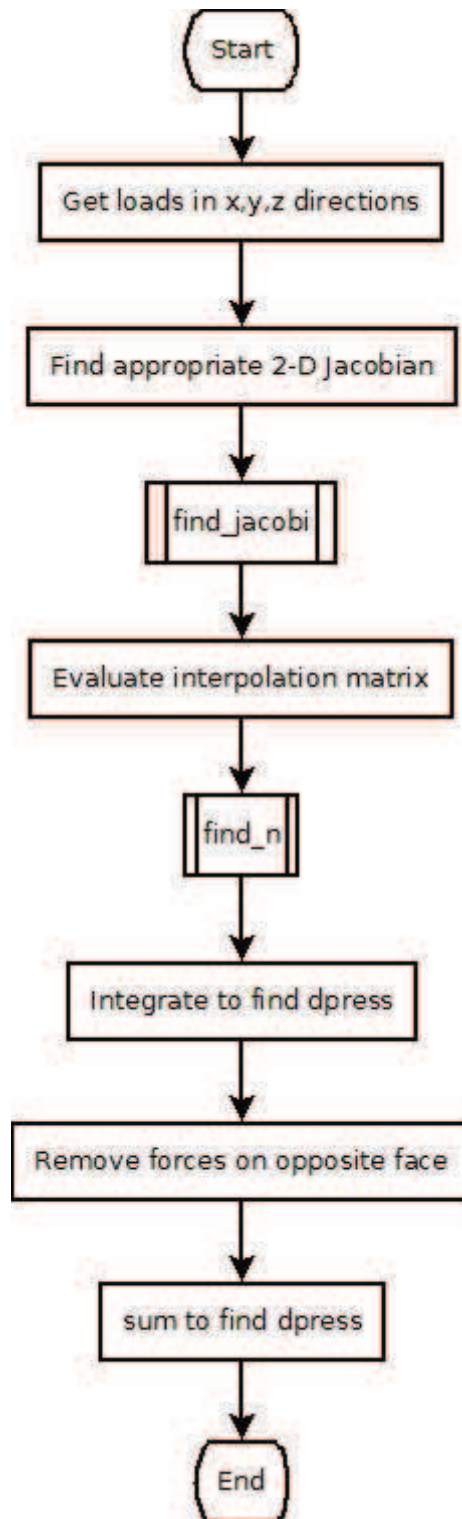 Start
Get loads in x,y,z directions
Find appropriate 2-D Jacobian
find_jacobi
Evaluate interpolation matrix
find_n
Integrate to find dpress
Remove forces on opposite face
sum to find dpress
End